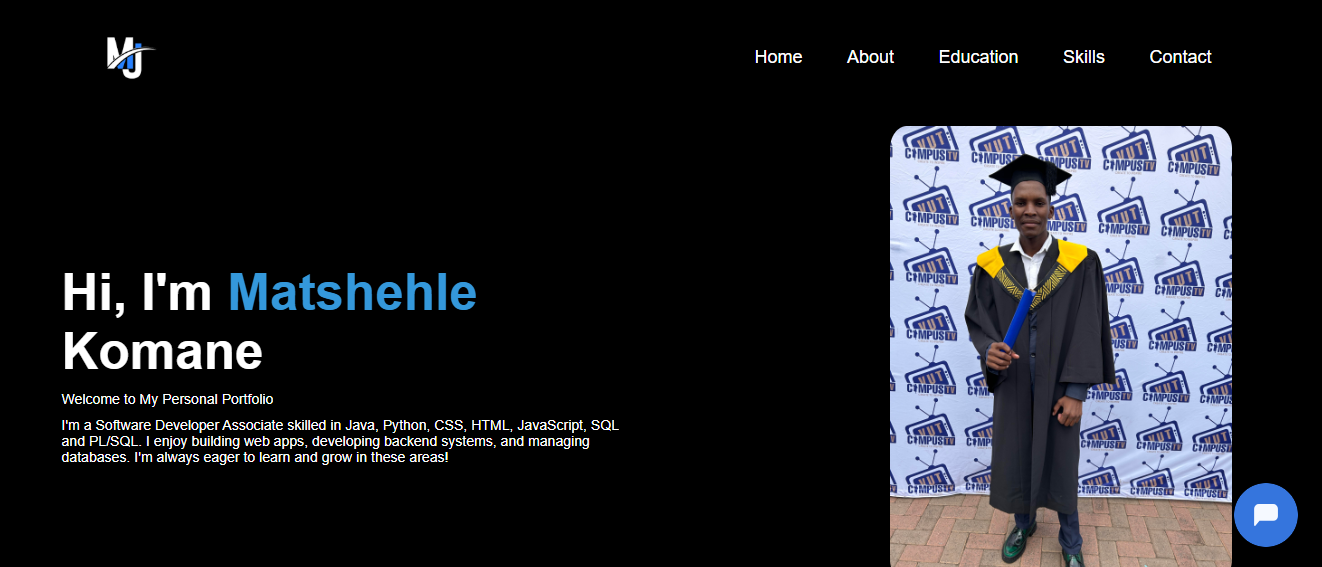 MJ
Home About Education Skills Contact
Hi, I'm Matshehle
Komane
Welcome to My Personal Portfolio
I'm a Software Developer Associate skilled in Java, Python, CSS, HTML, JavaScript, SQL
and PL/SQL. I enjoy building web apps, developing backend systems, and managing
databases. I'm always eager to learn and grow in these areas!
VUT
CAMPUSTV